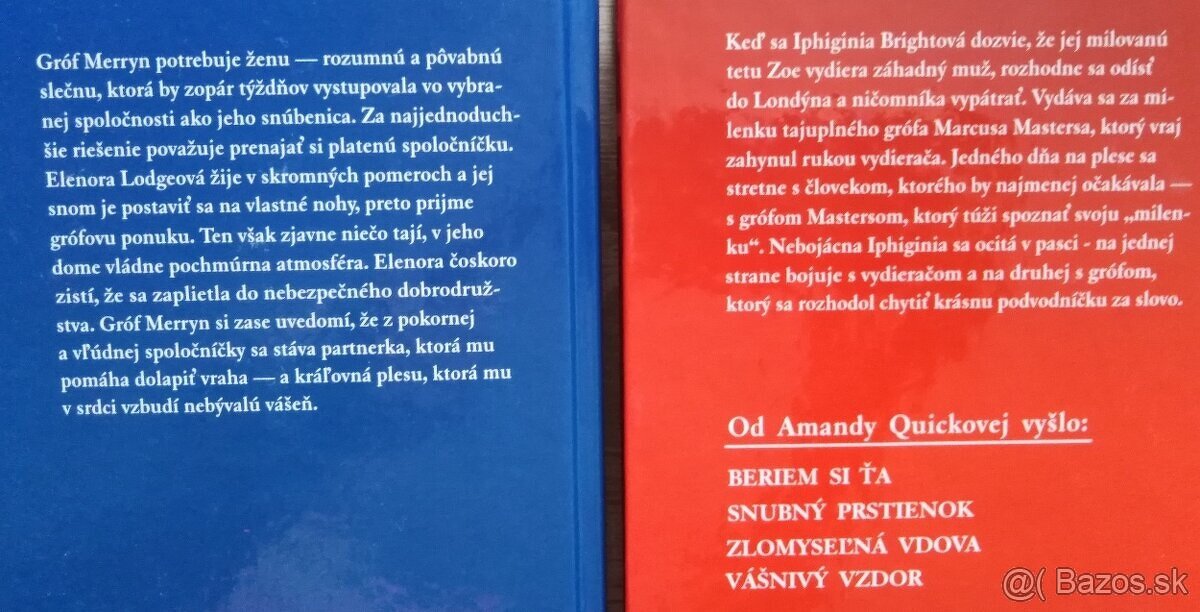 Gróf Merryn potrebuje ženu — rozumnú a pôvabnú
slečnu, ktorá by zopár týždňov vystupovala vo vybra-
nej spoločnosti ako jeho snúbenica. Za najjednoduch-
šie riešenie považuje prenajať si platenú spoločníčku.
Elenora Lodgeová žije v skromných pomeroch a jej
snom je postaviť sa na vlastné nohy, preto prijme
grófovu ponuku. Ten však zjavne niečo tají, v jeho
dome vládne pochmúrna atmosféra. Elenora čoskoro
zistí, že sa zaplietla do nebezpečného dobrodruž-
stva. Gróf Merryn si zase uvedomí, že z pokornej
a vľúdnej spoločníčky sa stáva partnerka, ktorá mu
pomáha dolapiť vraha — a kráľovná plesu, ktorá mu
v srdci vzbudí nebývalú vášeň.
Keď sa Iphiginia Brightová dozvie, že jej milovanú
tetu Zoe vydiera záhadný muž, rozhodne sa odísť
do Londýna a ničomníka vypátrať. Vydáva sa za mi-
lenku tajuplného grófa Marcusa Mastersa, ktorý vraj
zahynul rukou vydierača. Jedného dňa na plese sa
stretne s človekom, ktorého by najmenej očakávala —
s grófom Mastersom, ktorý túži spoznať svoju „milen-
ku“. Nebojácna Iphiginia sa ocitá v pasci - na jednej
strane bojuje s vydieračom a na druhej s grófom,
ktorý sa rozhodol chytiť krásnu podvodníčku za slovo.
Od Amandy Quickovej vyšlo:
BERIEM SI ŤA
SNUBNÝ PRSTIENOK
ZLOMYSEĽNÁ VDOVA
VÁŠNIVÝ VZDOR
@( Bazos.sk